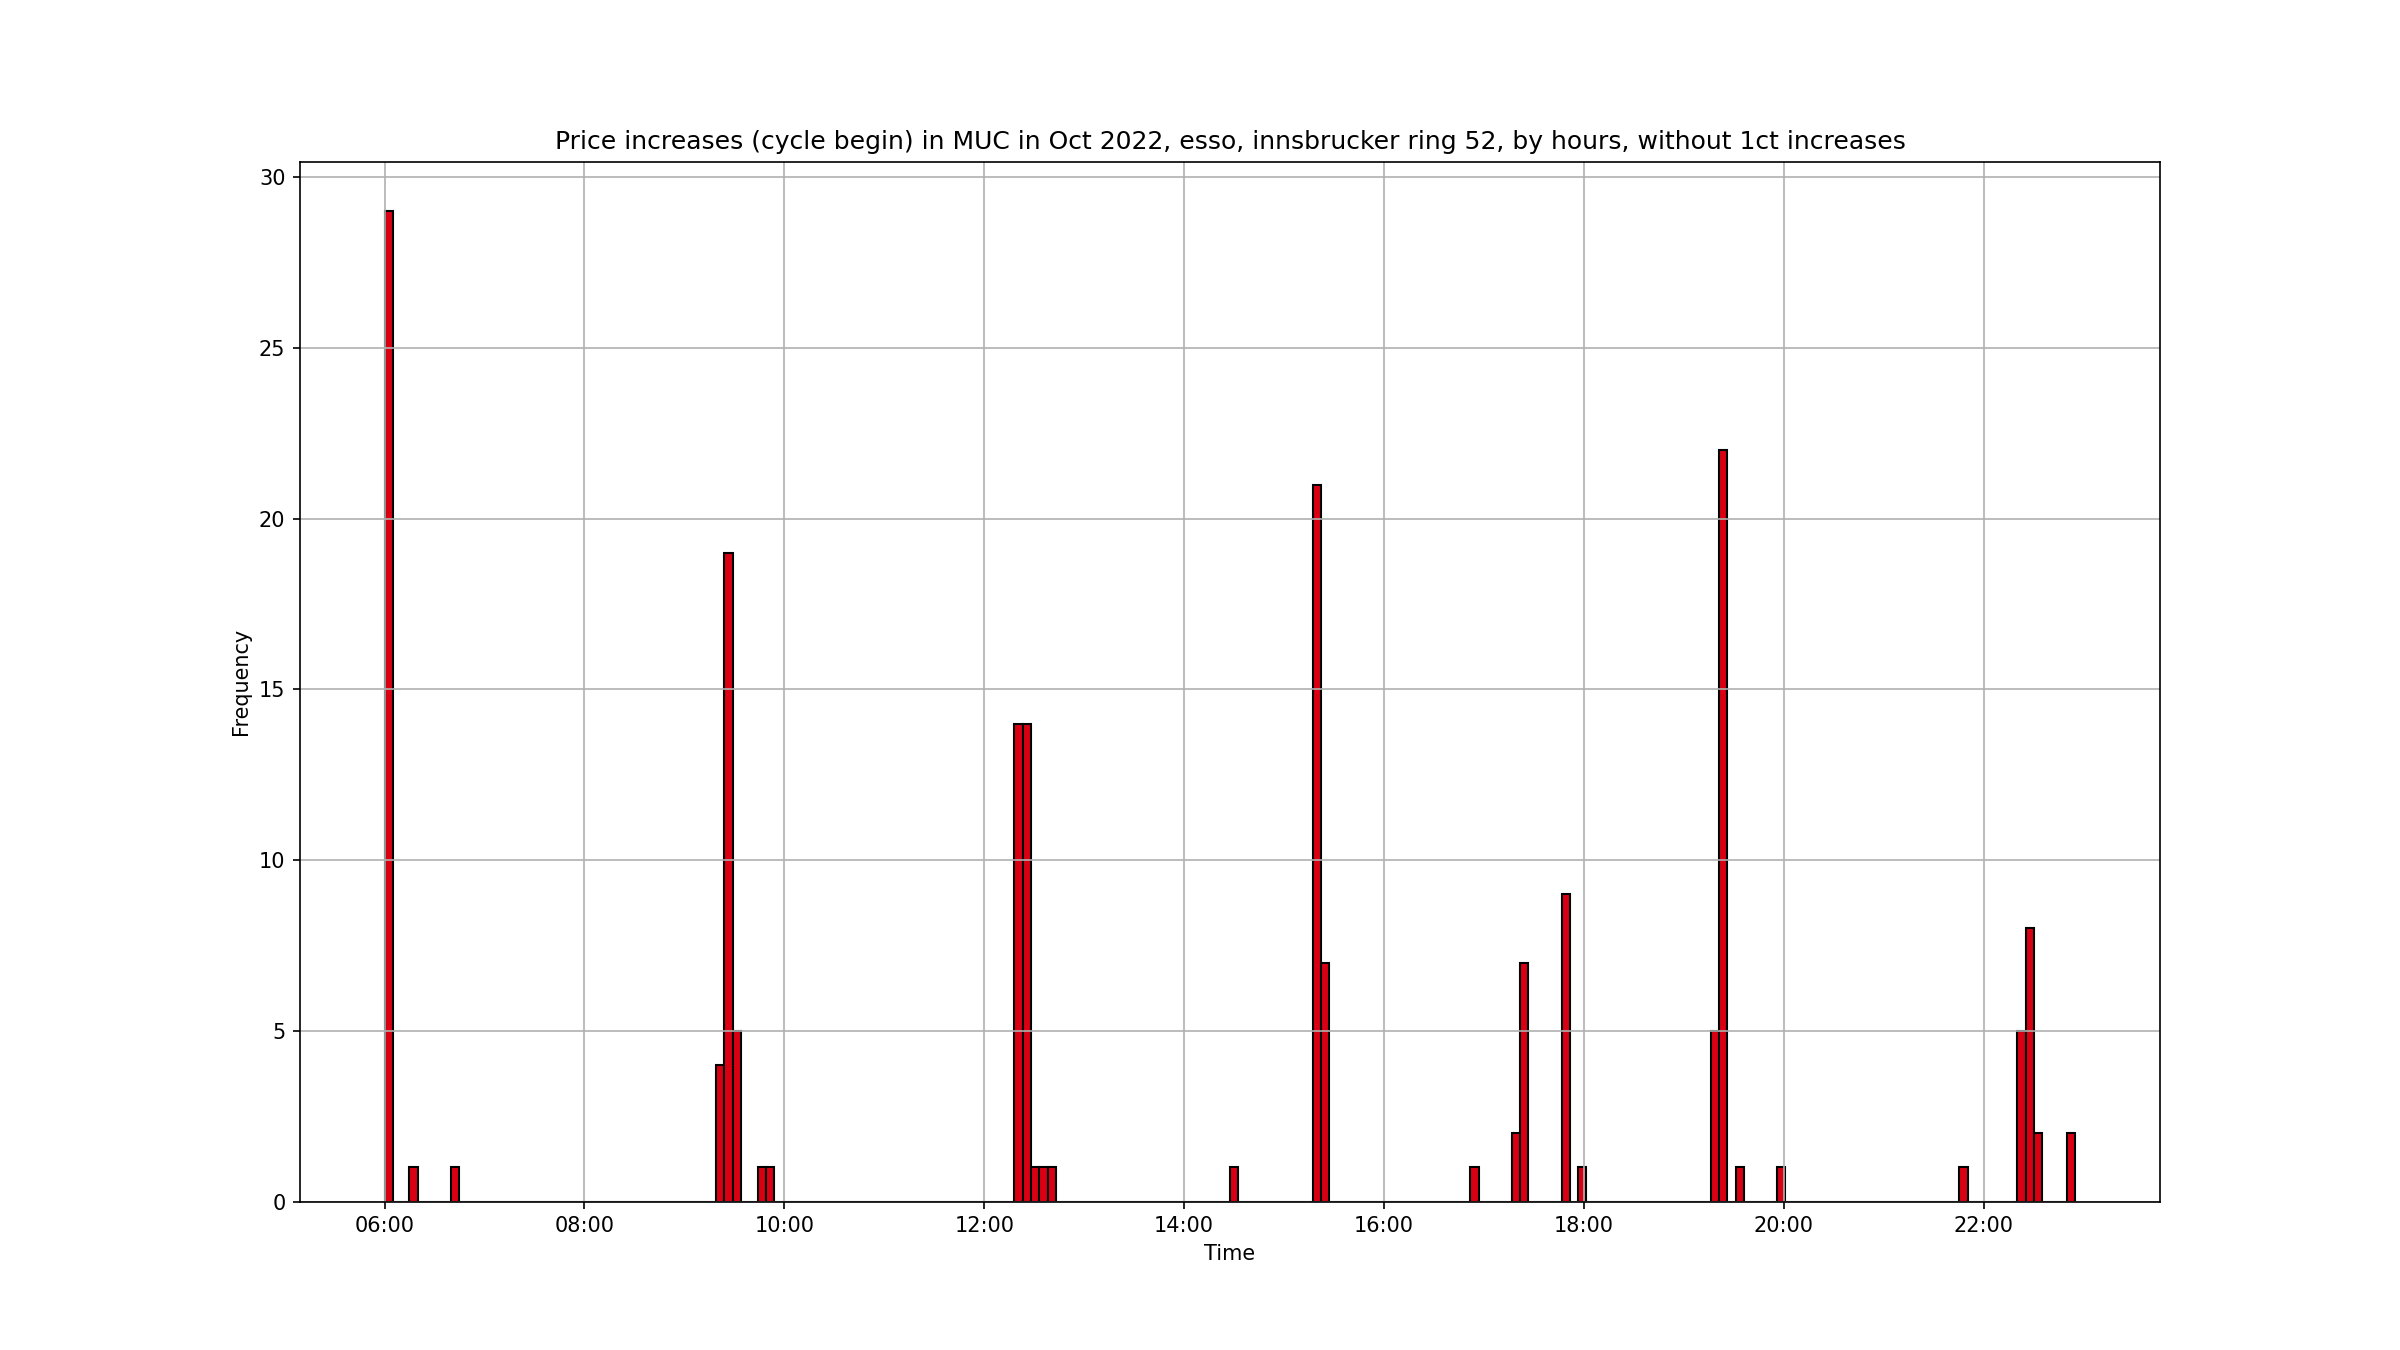 Price increases (cycle begin) in MUC in Oct 2022, esso, innsbrucker ring 52, by hours, without 1ct increases
30
25
20
15
10
5
0
Frequency
06:00 08:00 10:00 12:00 14:00 16:00 18:00 20:00 22:00
Time